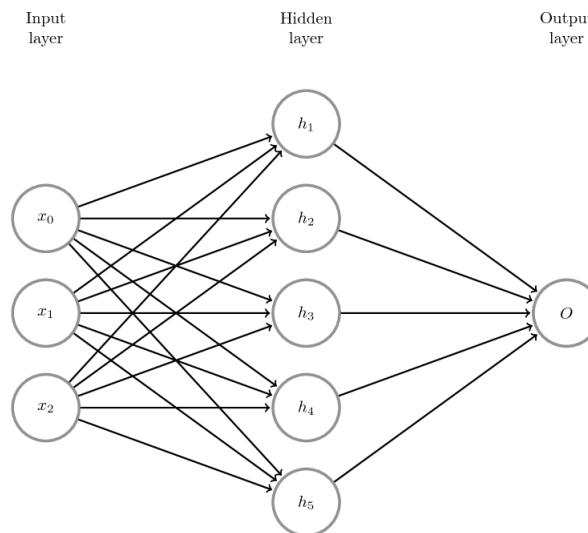 Input
layer
Hidden
layer
Output
layer
h₁
x₀
h₂
x₁
h₃
O
x₂
h₄
h₅